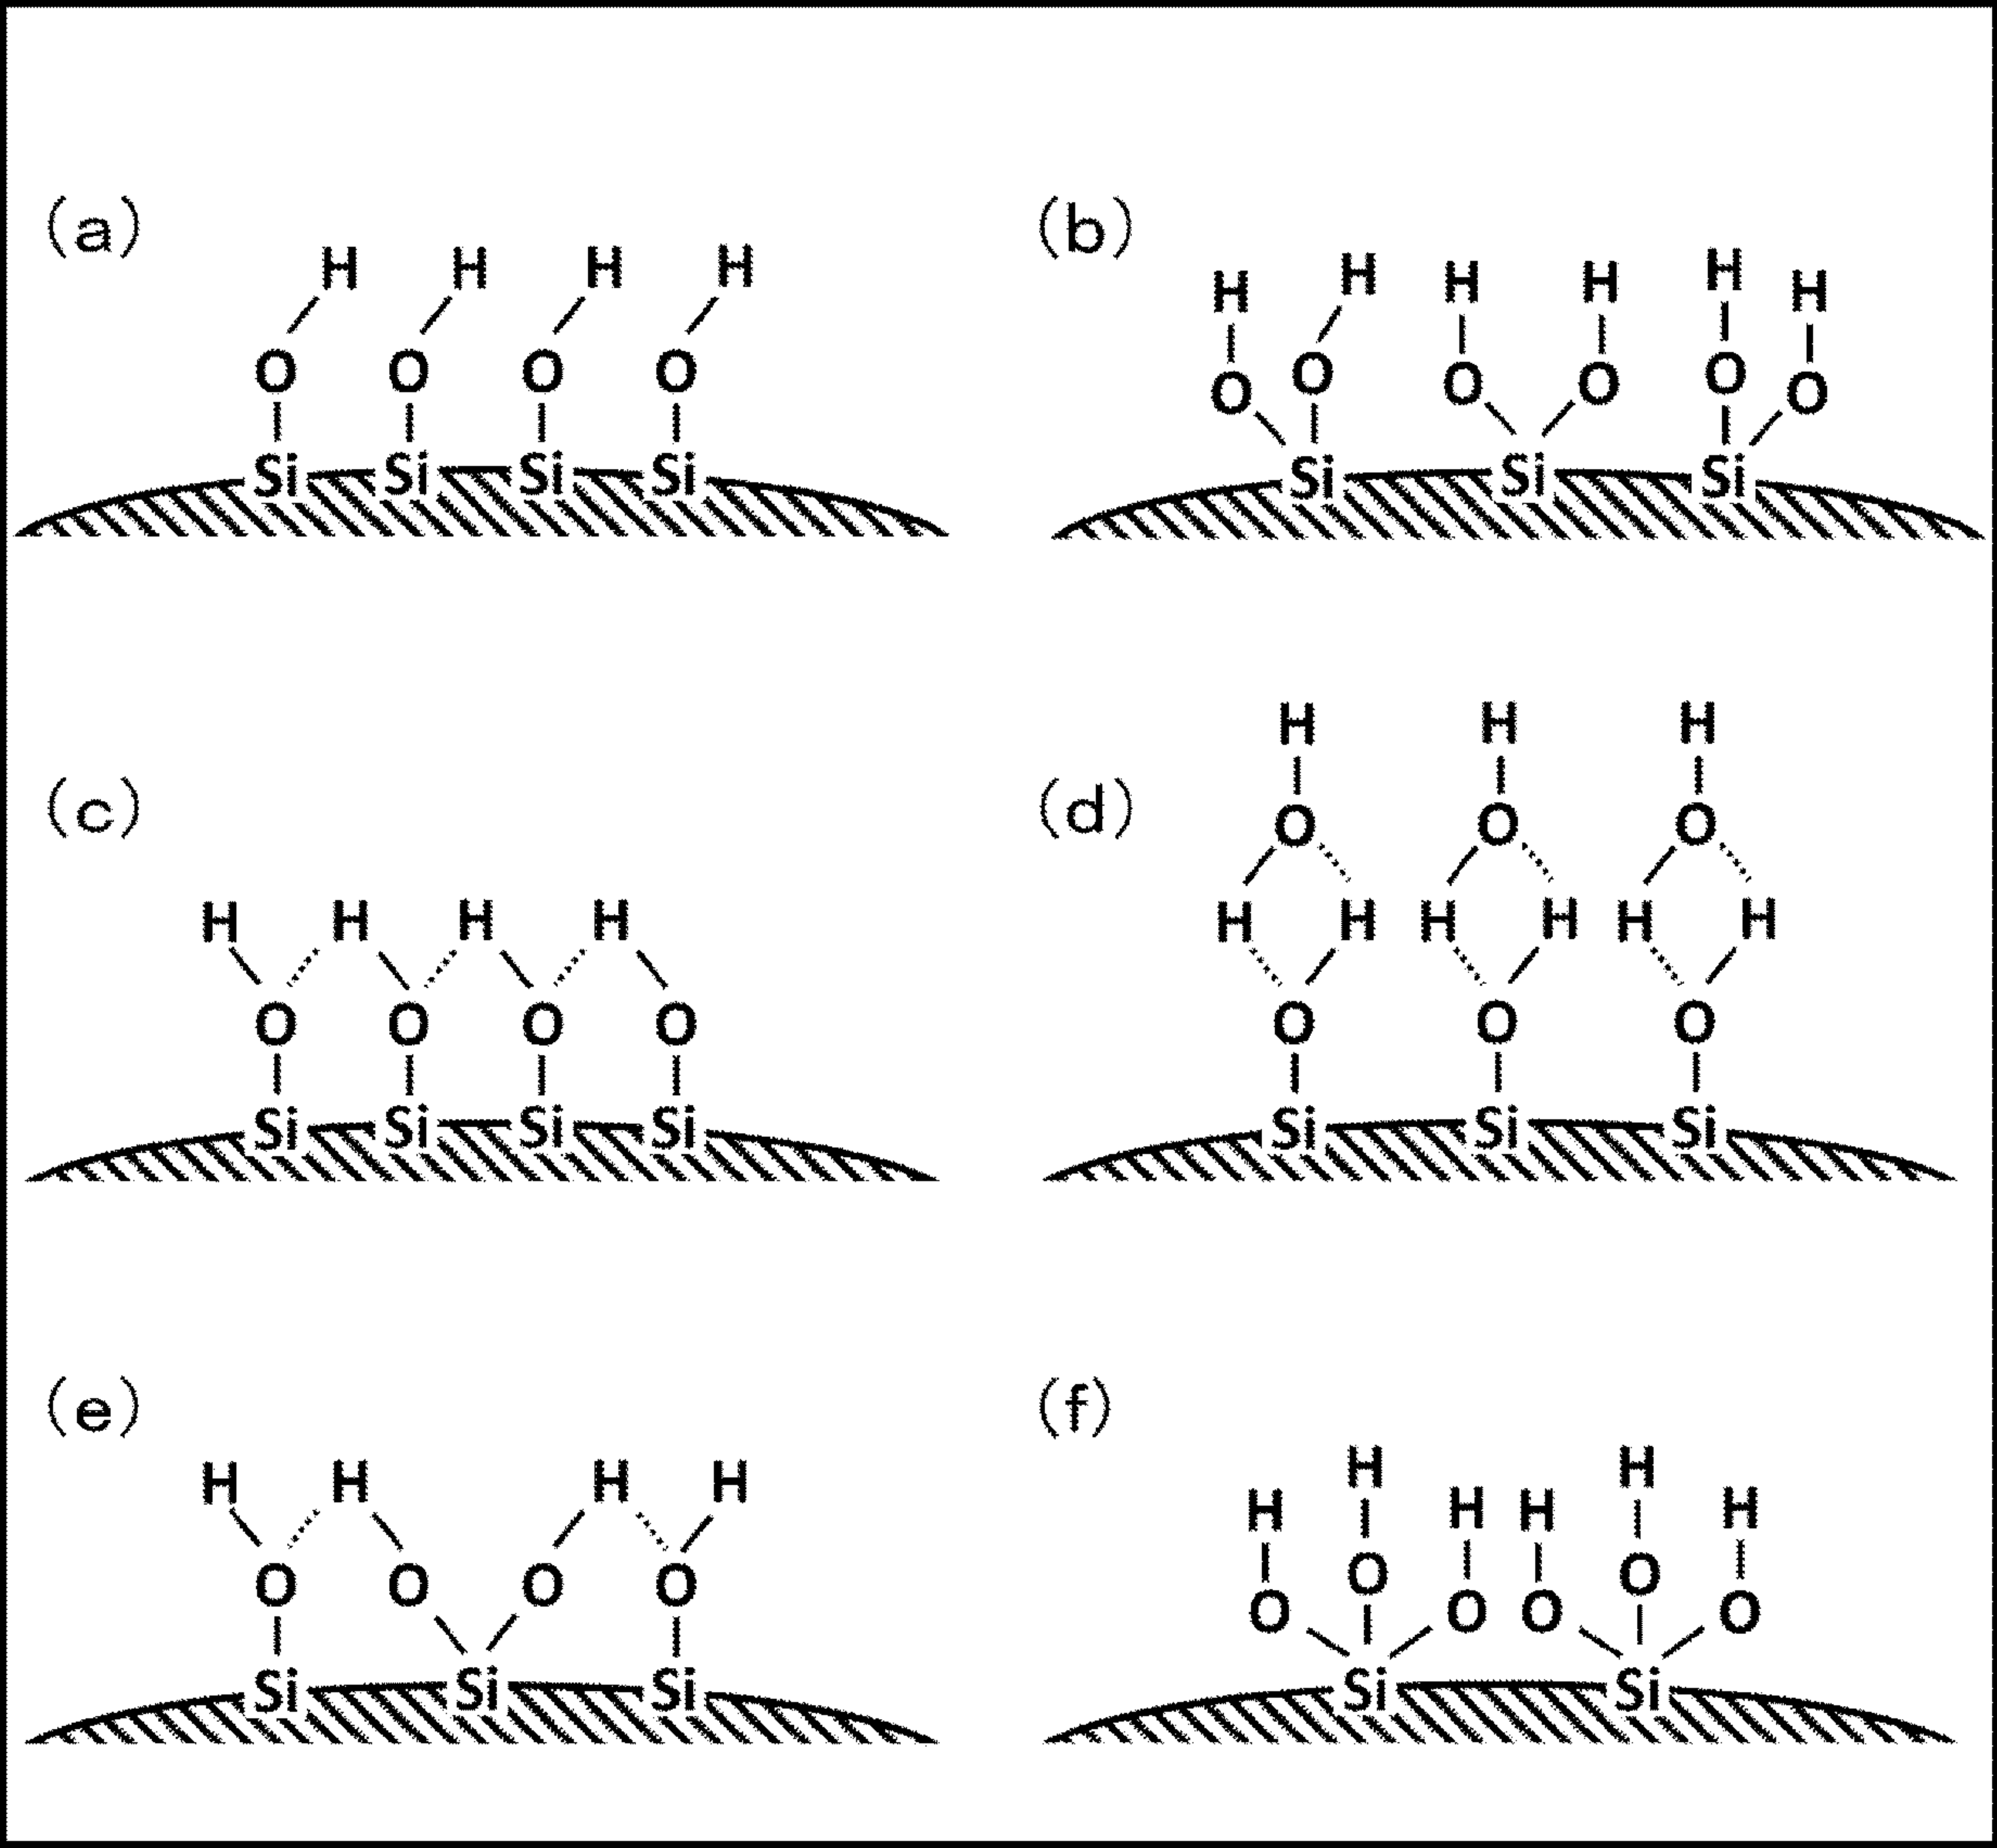 (a)
H H H H
O O O O
Si Si Si Si
(b)
H H H H H H
O O O O O O
Si Si Si
(c)
H H H H
O O O O
Si Si Si Si
(d)
H H H
O O O
H H H H H H
O O O
Si Si Si
(e)
H H H H
O O O O
Si Si Si
(f)
H H
H H H H
O O
O O O O
Si Si